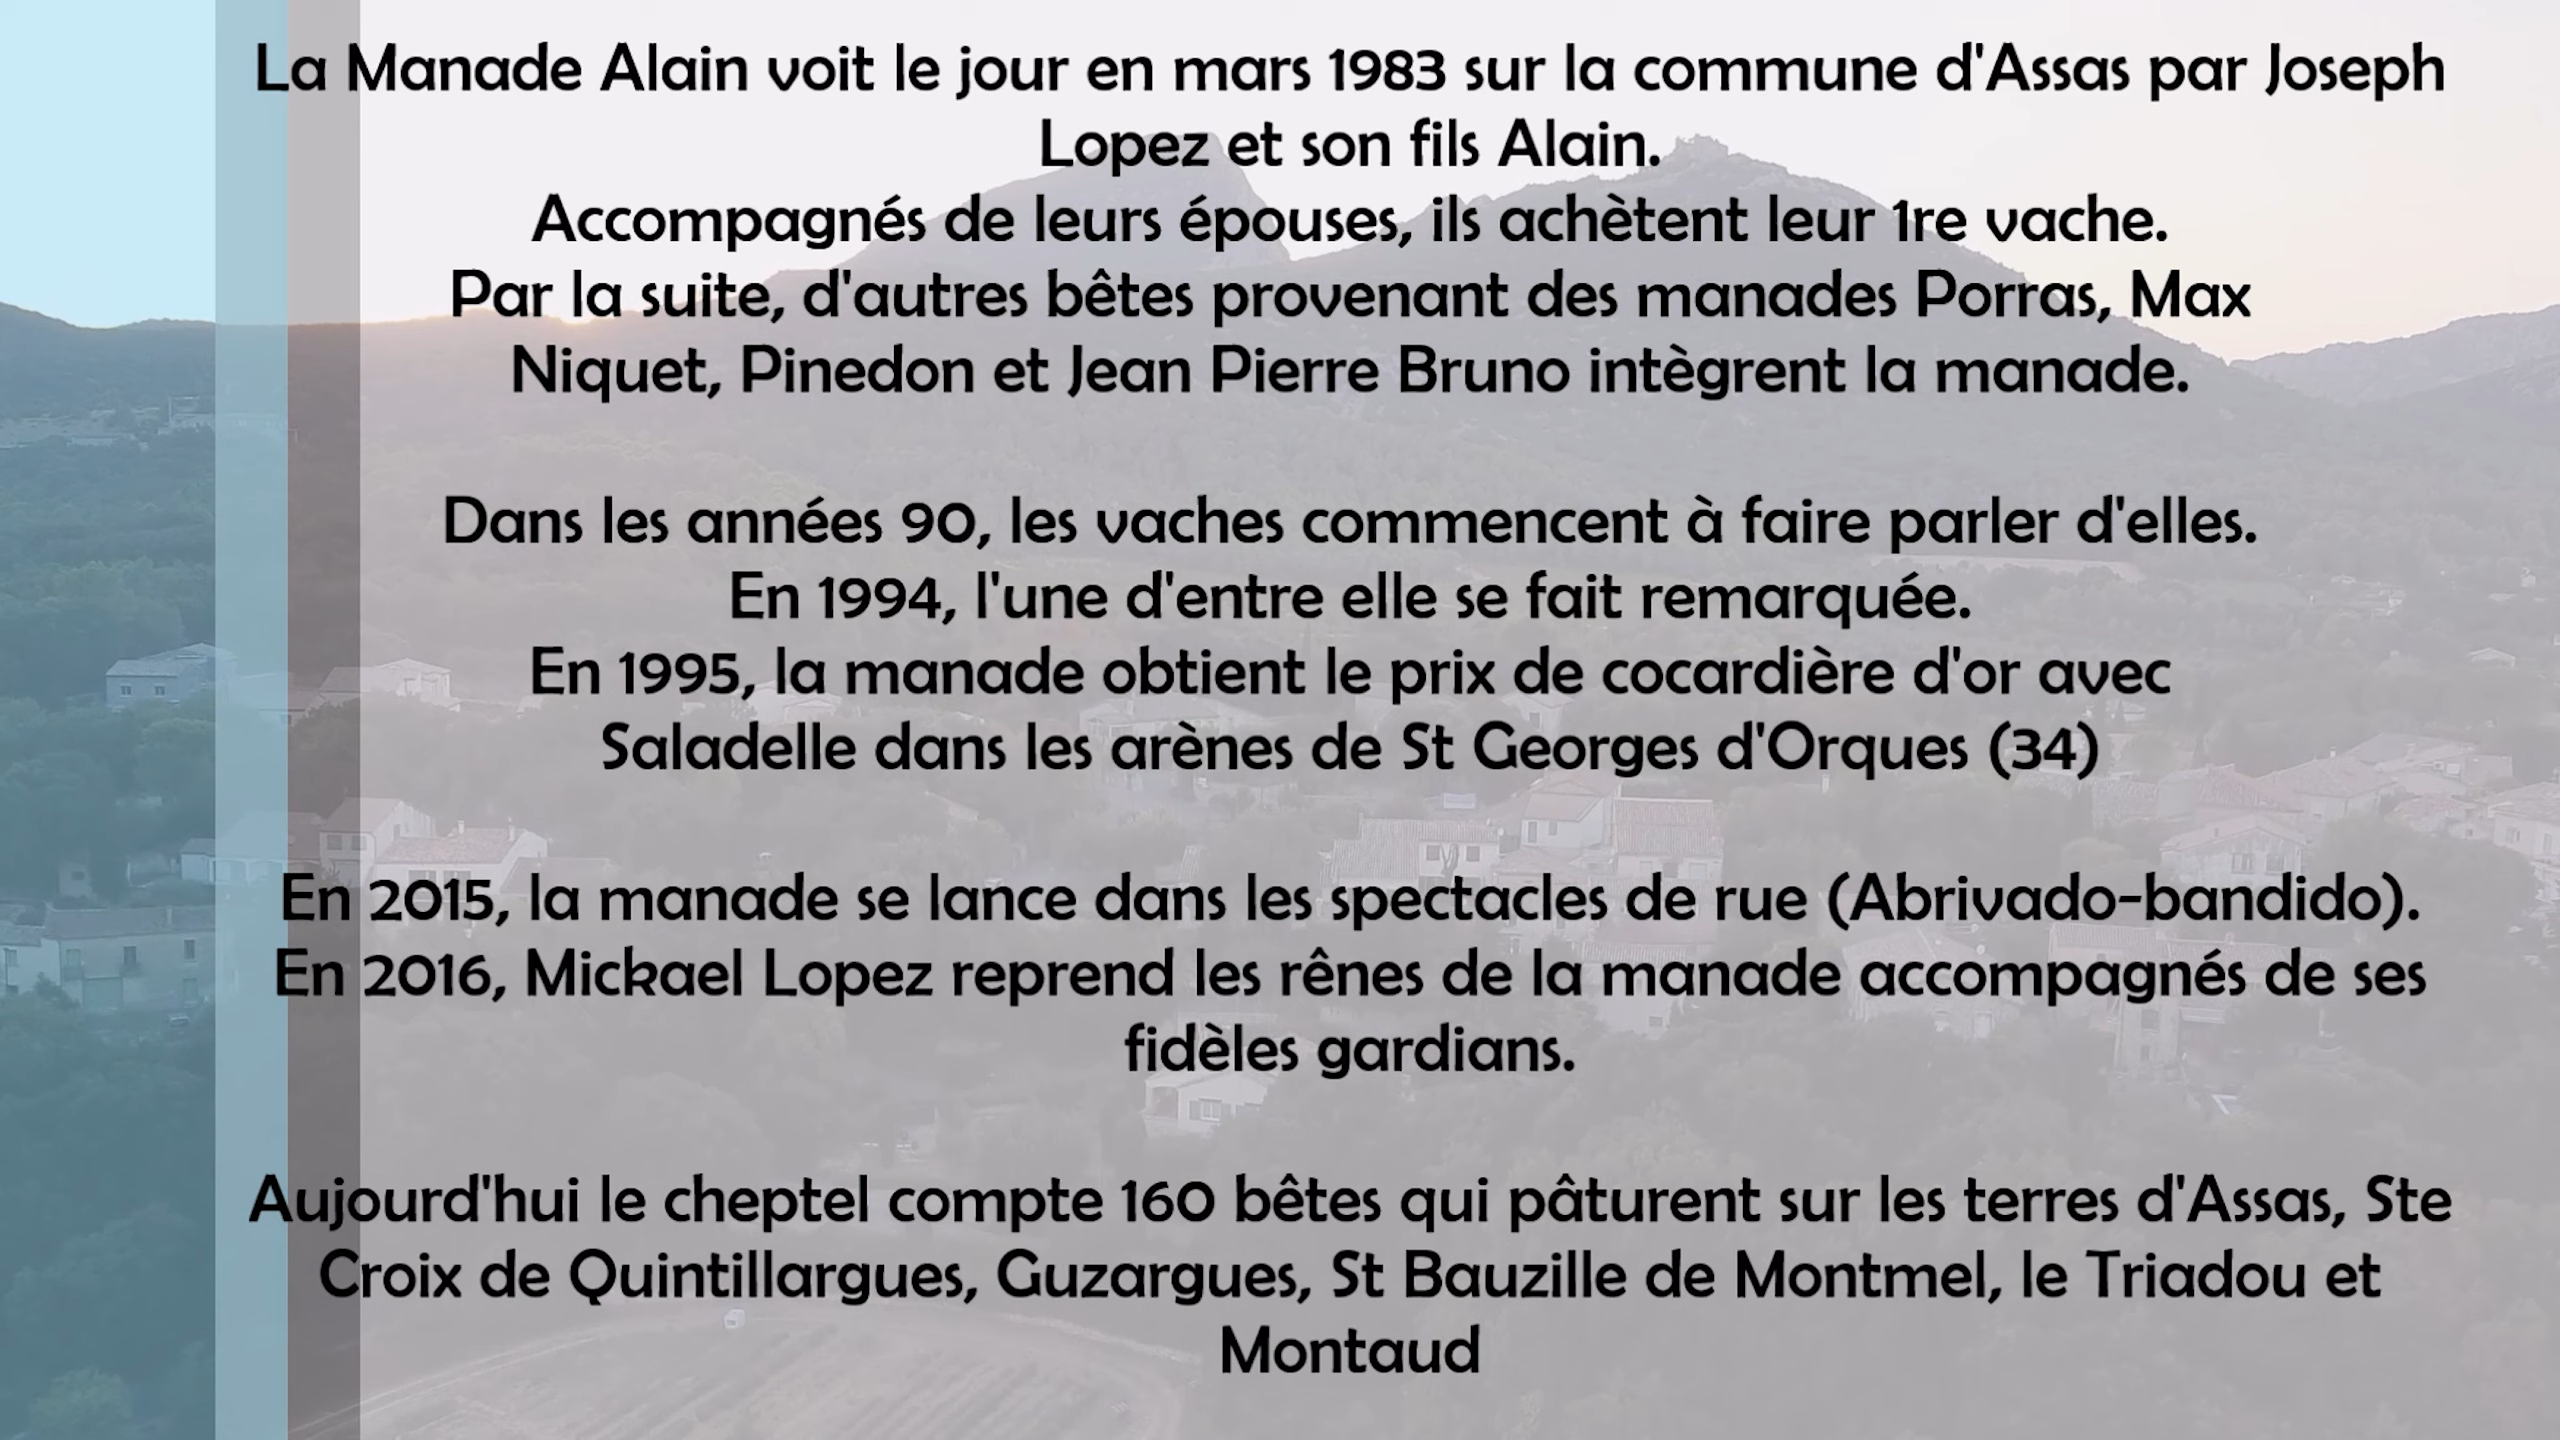 La Manade Alain voit le jour en mars 1983 sur la commune d'Assas par Joseph
Lopez et son fils Alain.
Accompagnés de leurs épouses, ils achètent leur 1re vache.
Par la suite, d'autres bêtes provenant des manades Porras, Max
Niquet, Pinedon et Jean Pierre Bruno intègrent la manade.
Dans les années 90, les vaches commencent à faire parler d'elles.
En 1994, l'une d'entre elle se fait remarquée.
En 1995, la manade obtient le prix de cocardière d'or avec
Saladelle dans les arènes de St Georges d'Orques (34)
En 2015, la manade se lance dans les spectacles de rue (Abrivado-bandido).
En 2016, Mickael Lopez reprend les rênes de la manade accompagnés de ses
fidèles gardians.
Aujourd'hui le cheptel compte 160 bêtes qui pâturent sur les terres d'Assas, Ste
Croix de Quintillargues, Guzargues, St Bauzille de Montmel, le Triadou et
Montaud